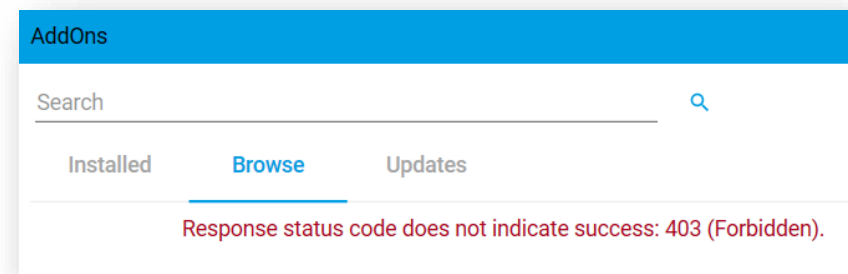 AddOns
Search
Installed Browse Updates
Response status code does not indicate success: 403 (Forbidden).